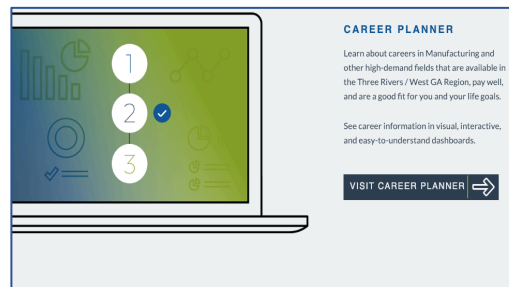 1
2
3
CAREER PLANNER
Learn about careers in Manufacturing and
other high-demand fields that are available in
the Three Rivers / West GA Region, pay well,
and are a good fit for you and your life goals.
See career information in visual, interactive,
and easy-to-understand dashboards.
VISIT CAREER PLANNER